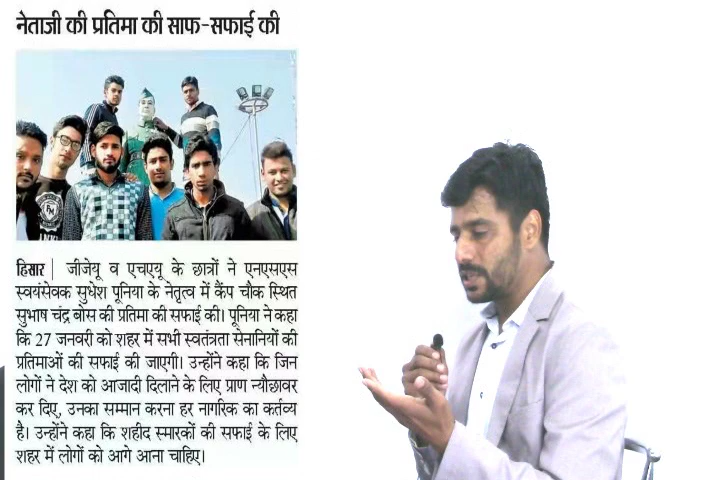 नेताजी की प्रतिमा की साफ-सफाई की
हिसार | जीजेयू व एचएयू के छात्रों ने एनएसएस
स्वयंसेवक सुधेश पूनिया के नेतृत्व में कैंप चौक स्थित
सुभाष चंद्र बोस की प्रतिमा की सफाई की। पूनिया ने कहा
कि 27 जनवरी को शहर में सभी स्वतंत्रता सेनानियों की
प्रतिमाओं की सफाई की जाएगी। उन्होंने कहा कि जिन
लोगों ने देश को आजादी दिलाने के लिए प्राण न्यौछावर
कर दिए, उनका सम्मान करना हर नागरिक का कर्तव्य
है। उन्होंने कहा कि शहीद स्मारकों की सफाई के लिए
शहर में लोगों को आगे आना चाहिए।